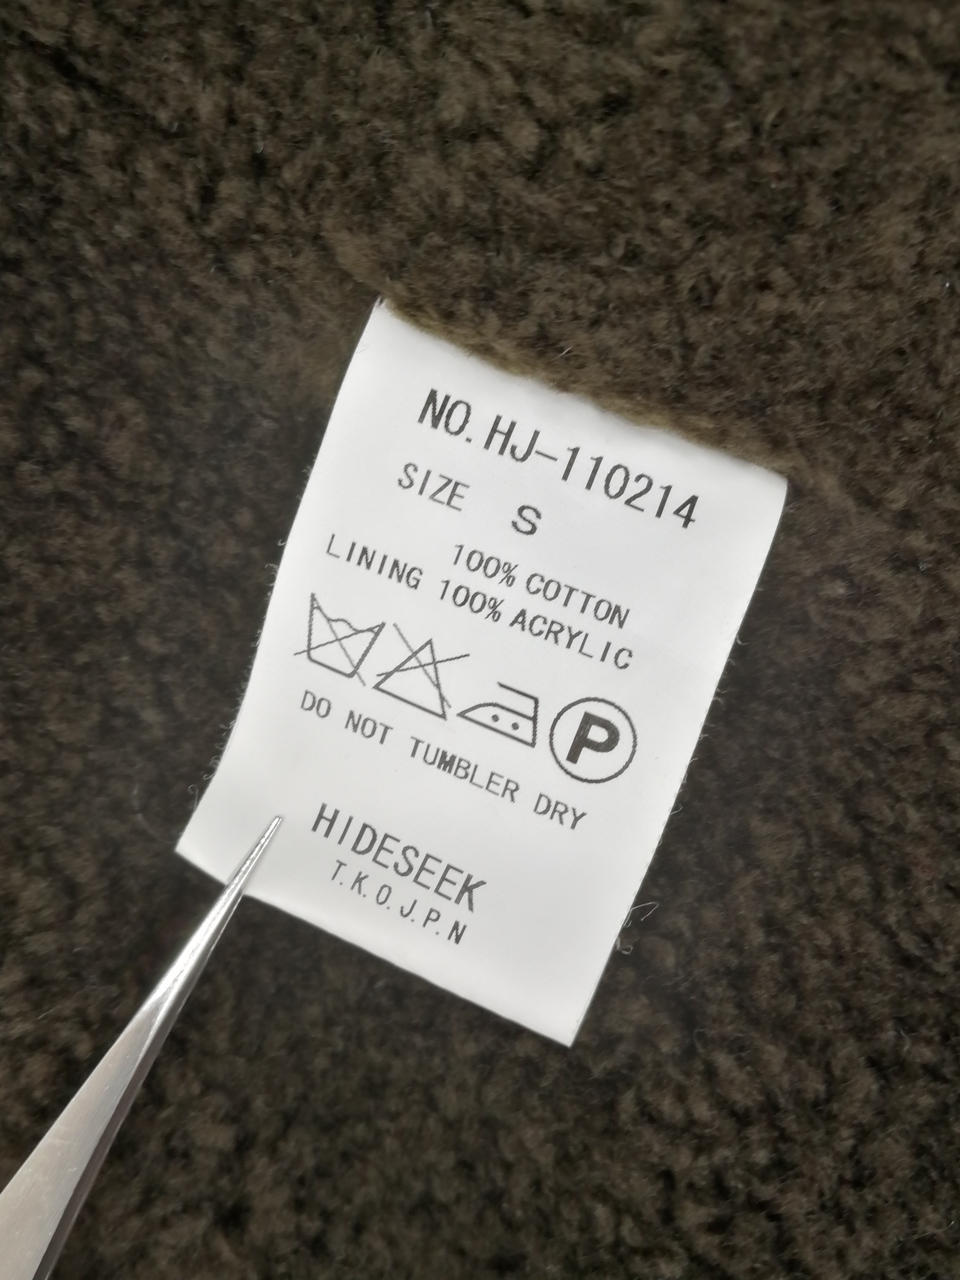 NO.HJ-110214
SIZE S
100% COTTON
LINING 100% ACRYLIC
P
DO NOT TUMBLER DRY
HIDESEEK
T.K.O.J.P.N